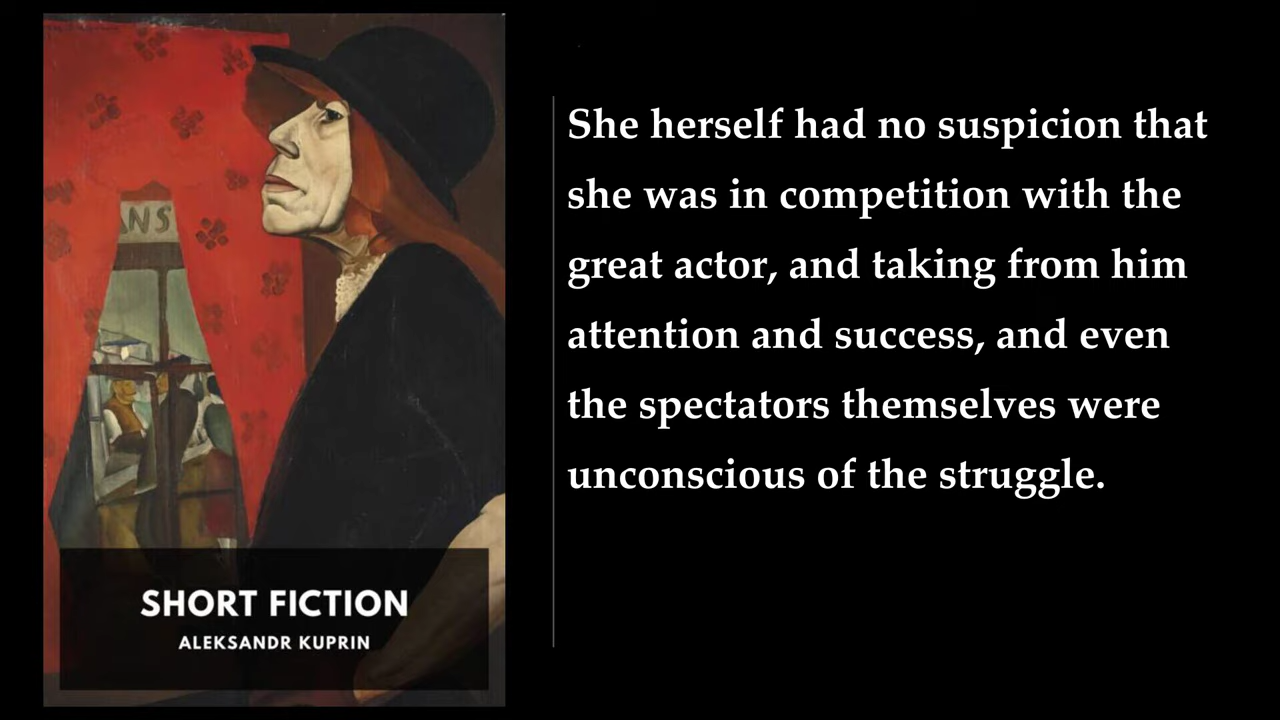 NS
SHORT FICTION
ALEKSANDR KUPRIN
She herself had no suspicion that
she was in competition with the
great actor, and taking from him
attention and success, and even
the spectators themselves were
unconscious of the struggle.